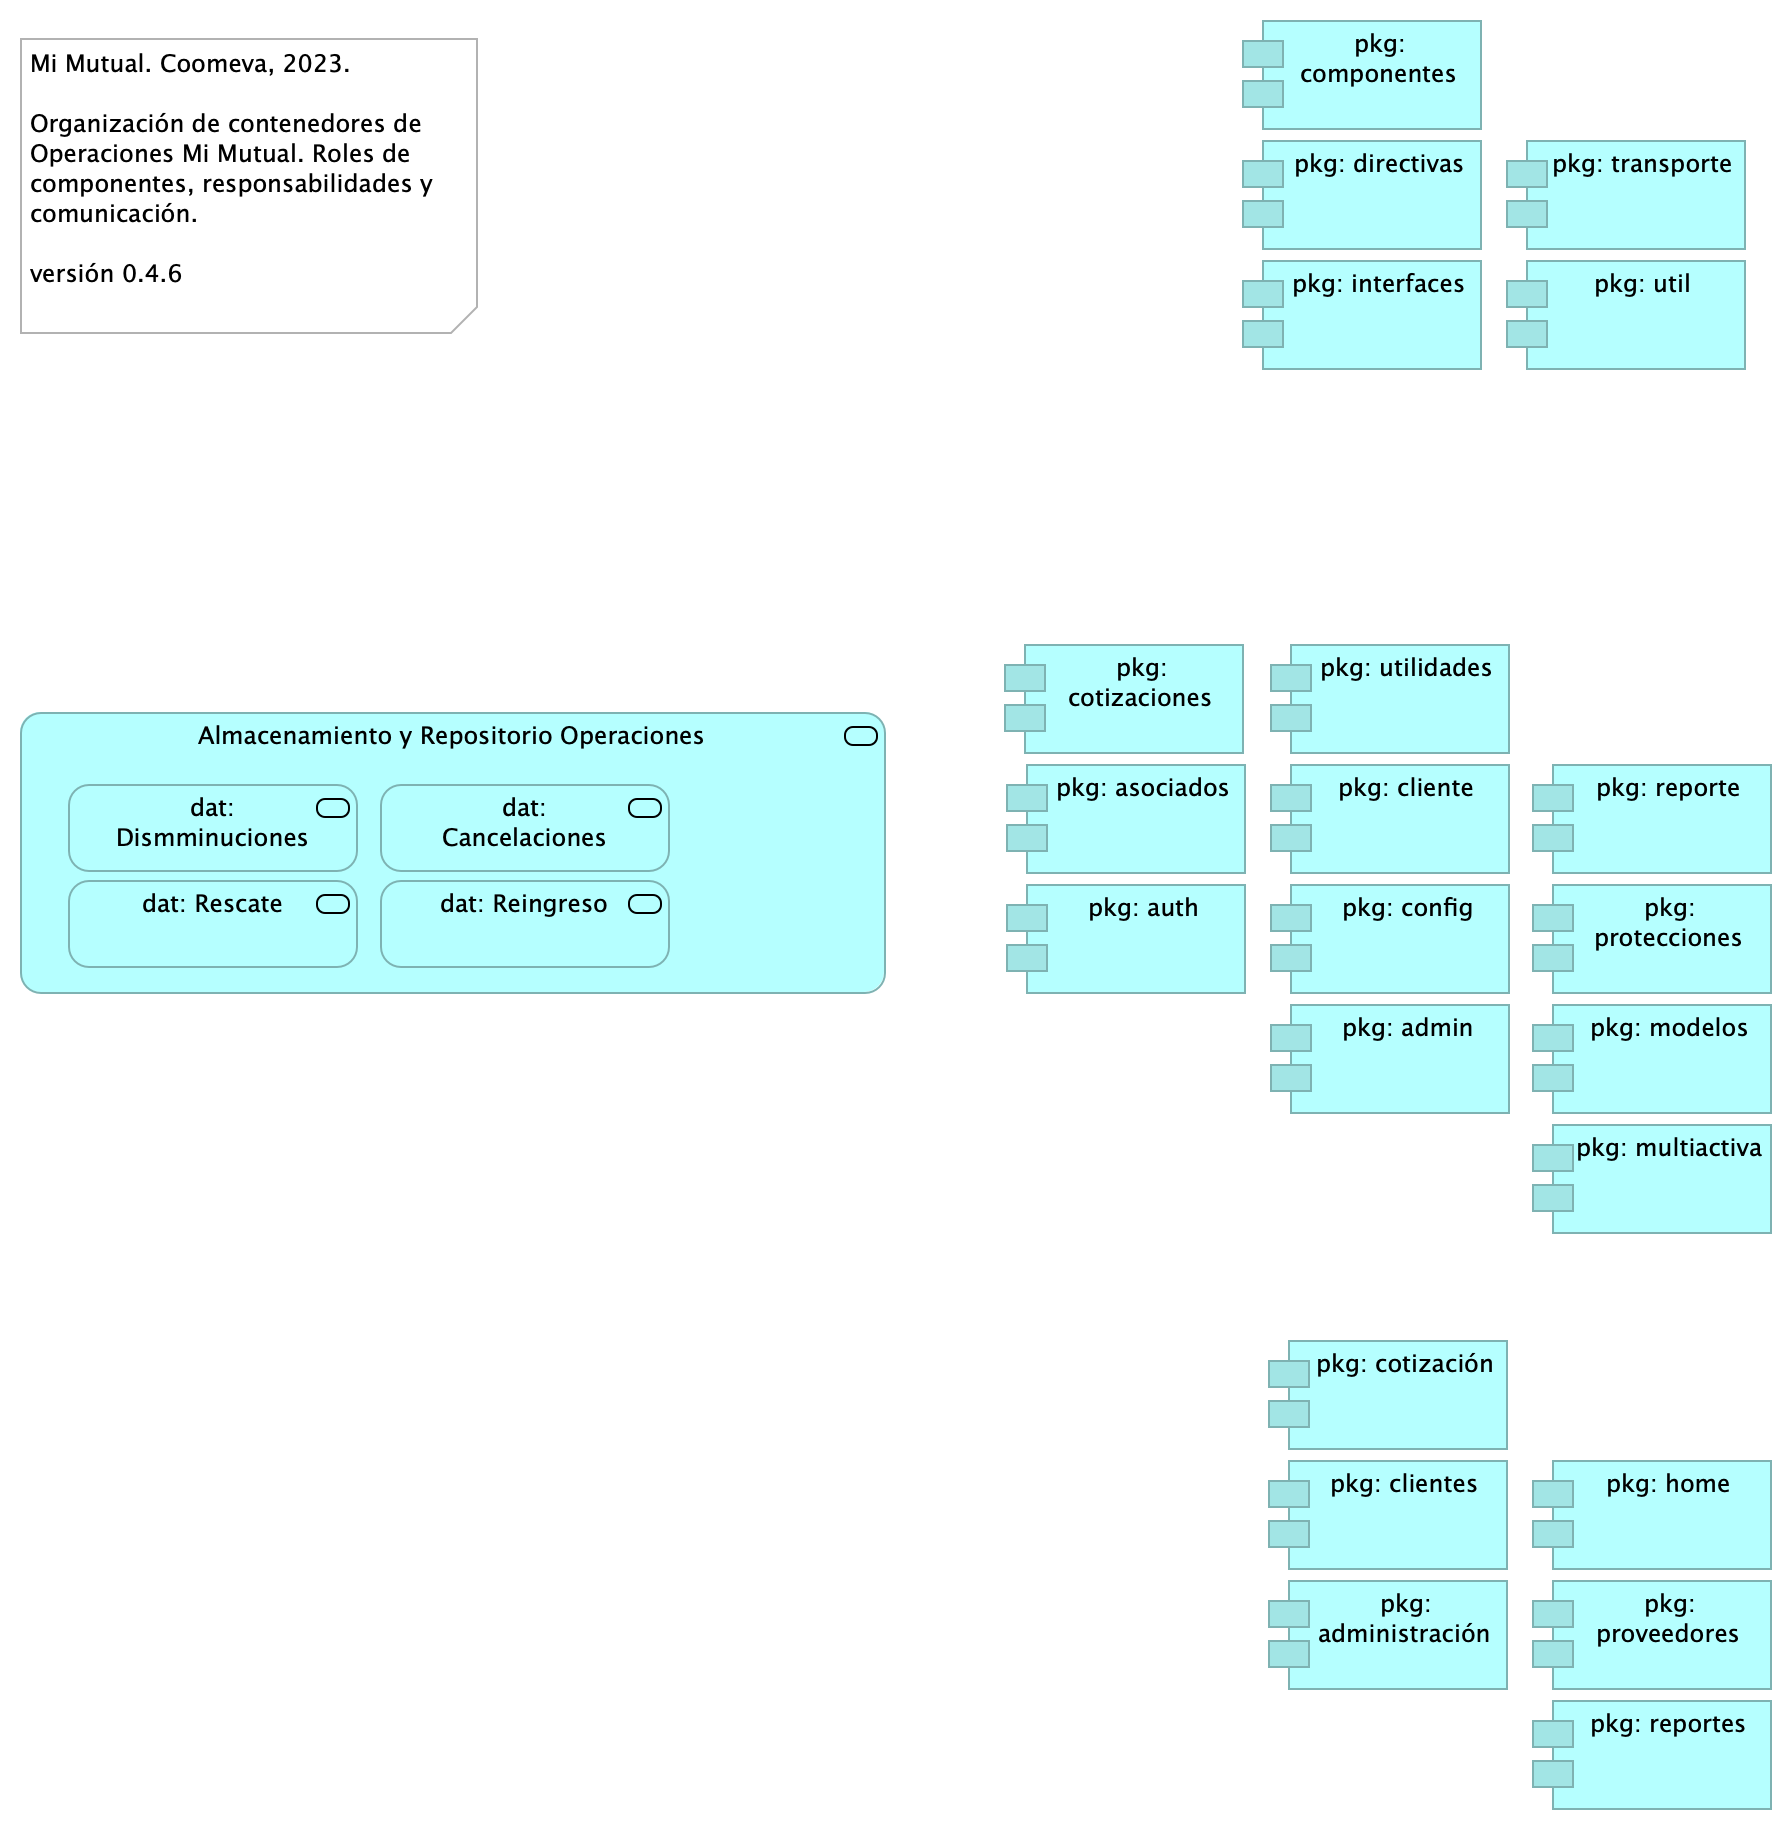 Mi Mutual. Coomeva, 2023.
Organización de contenedores de
Operaciones Mi Mutual. Roles de
componentes, responsabilidades y
comunicación.
versión 0.4.6
pkg:
componentes
pkg: directivas
pkg: transporte
pkg: interfaces
pkg: util
Almacenamiento y Repositorio Operaciones
dat:
Dismminuciones
dat:
Cancelaciones
dat: Rescate
dat: Reingreso
pkg:
cotizaciones
pkg: utilidades
pkg: asociados
pkg: cliente
pkg: reporte
pkg: auth
pkg: config
pkg:
protecciones
pkg: admin
pkg: modelos
pkg: multiactiva
pkg: cotización
pkg: clientes
pkg: home
pkg:
administración
pkg:
proveedores
pkg: reportes